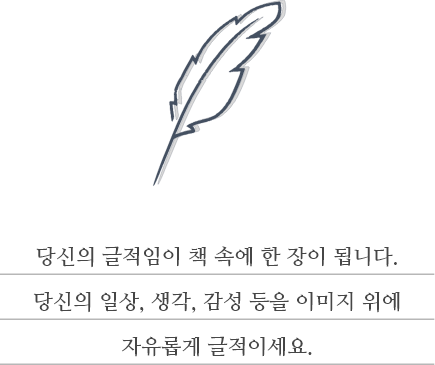 당신의 글적임이 책 속에 한 장이 됩니다.
당신의 일상, 생각, 감성 등을 이미지 위에
자유롭게 글적이세요.